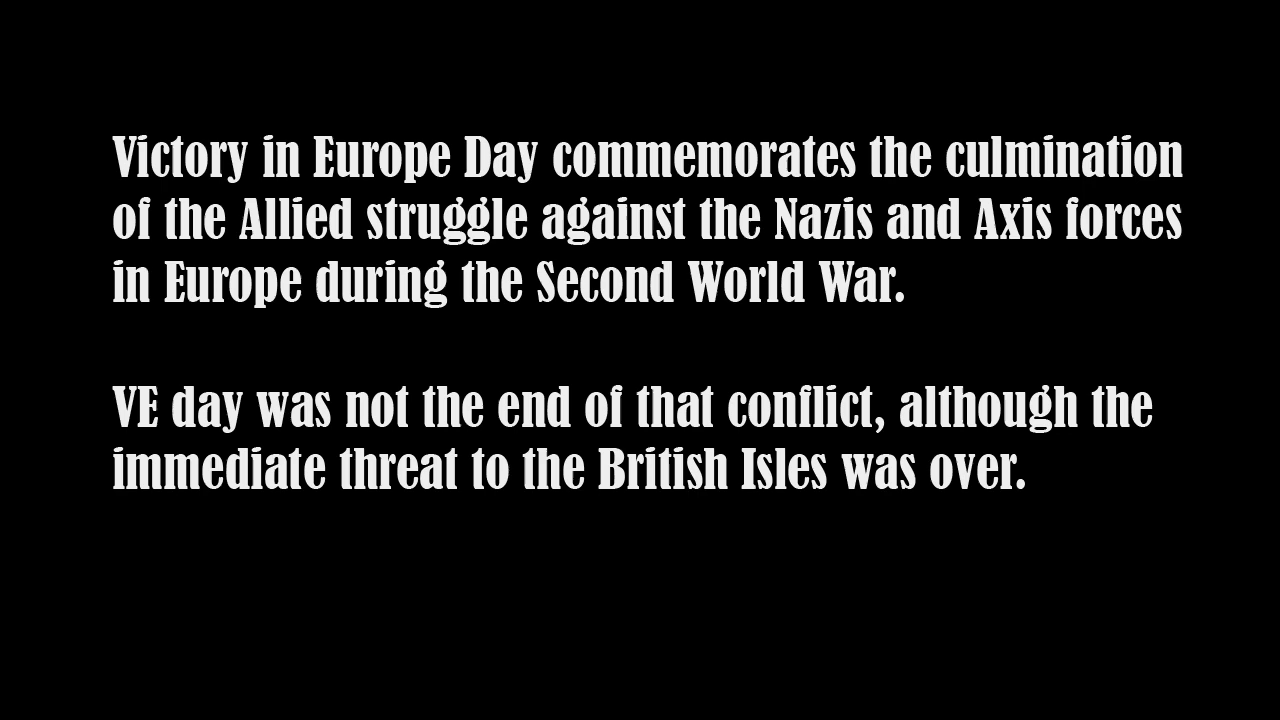 Victory in Europe Day commemorates the culmination
of the Allied struggle against the Nazis and Axis forces
in Europe during the Second World War.
VE day was not the end of that conflict, although the
immediate threat to the British Isles was over.